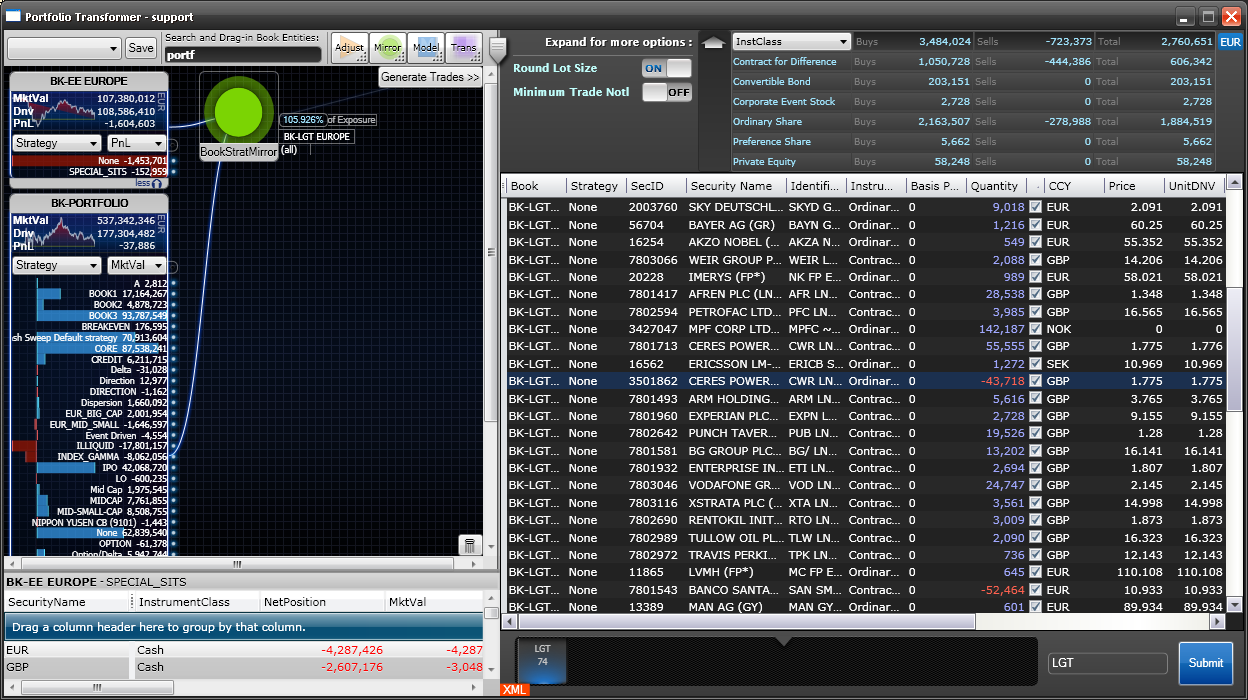 Portfolio Transformer - support
Save
Search and Drag-in Book Entities:
portf
Adjust
Mirror
Model
Trans
Generate Trades >>
BK-EE EUROPE
MktVal 107,380,012
Dnv 108,586,410
PnL -1,604,603
EUR
Strategy PnL
None -1,453,701
SPECIAL_SITS -152,959
less
BK-PORTFOLIO
MktVal 537,342,346
Dnv 177,304,482
PnL -37,886
EUR
Strategy MktVal
A 2,812
BOOK1 17,164,267
BOOK2 4,878,723
BOOK3 93,787,549
BREAKEVEN 176,595
sh Sweep Default strategy 70,913,604
CORE 87,538,241
CREDIT 6,211,715
Delta -31,028
Direction 12,977
DIRECTION -1,162
Dispersion 1,660,092
EUR_BIG_CAP 2,001,954
EUR_MID_SMALL -1,646,597
Event Driven -4,554
ILLIQUID -17,801,157
INDEX_GAMMA -8,062,056
IPO 42,068,720
LO -600,235
Mid Cap 1,975,545
MIDCAP 7,761,855
MID-SMALL-CAP 8,508,755
NIPPON YUSEN CB (9101) -1,443
None 62,839,540
OPTION -61,378
Option/Delta 5,942,744
BookStratMirror
105.926% of Exposure
BK-LGT EUROPE
(all)
BK-EE EUROPE - SPECIAL_SITS
SecurityName InstrumentClass NetPosition MktVal
Drag a column header here to group by that column.
EUR Cash -4,287,426 -4,287
GBP Cash -2,607,176 -3,048
Expand for more options :
Round Lot Size ON
Minimum Trade Notl OFF
InstClass Buys 3,484,024 Sells -723,373 Total 2,760,651 EUR
Contract for Difference Buys 1,050,728 Sells -444,386 Total 606,342
Convertible Bond Buys 203,151 Sells 0 Total 203,151
Corporate Event Stock Buys 2,728 Sells 0 Total 2,728
Ordinary Share Buys 2,163,507 Sells -278,988 Total 1,884,519
Preference Share Buys 5,662 Sells 0 Total 5,662
Private Equity Buys 58,248 Sells 0 Total 58,248
Book Strategy SecID Security Name Identifi... Instru... Basis P... Quantity CCY Price UnitDNV
BK-LGT... None 2003760 SKY DEUTSCHL... SKYD G... Ordinar... 0 9,018 EUR 2.091 2.091
BK-LGT... None 56704 BAYER AG (GR) BAYN G... Ordinar... 0 1,216 EUR 60.25 60.25
BK-LGT... None 16254 AKZO NOBEL (... AKZA N... Ordinar... 0 549 EUR 55.352 55.352
BK-LGT... None 7803066 WEIR GROUP P... WEIR L... Contrac... 0 2,088 GBP 14.206 14.206
BK-LGT... None 20228 IMERYS (FP*) NK FP E... Ordinar... 0 989 EUR 58.021 58.021
BK-LGT... None 7801417 AFREN PLC (LN... AFR LN... Contrac... 0 28,538 GBP 1.348 1.348
BK-LGT... None 7802594 PETROFAC LTD... PFC LN... Contrac... 0 3,985 GBP 16.565 16.565
BK-LGT... None 3427047 MPF CORP LTD... MPFC ~... Ordinar... 0 142,187 NOK 0 0
BK-LGT... None 7801713 CERES POWER... CWR LN... Contrac... 0 55,555 GBP 1.775 1.776
BK-LGT... None 16562 ERICSSON LM-... ERICB S... Ordinar... 0 1,272 SEK 10.969 10.969
BK-LGT... None 3501862 CERES POWER... CWR LN... Ordinar... 0 -43,718 GBP 1.775 1.775
BK-LGT... None 7801493 ARM HOLDING... ARM LN... Contrac... 0 5,616 GBP 3.765 3.765
BK-LGT... None 7801960 EXPERIAN PLC... EXPN L... Contrac... 0 2,728 GBP 9.155 9.155
BK-LGT... None 7802642 PUNCH TAVER... PUB LN... Contrac... 0 19,526 GBP 1.28 1.28
BK-LGT... None 7801581 BG GROUP PLC... BG/ LN... Contrac... 0 13,202 GBP 16.141 16.141
BK-LGT... None 7801932 ENTERPRISE IN... ETI LN... Contrac... 0 2,694 GBP 1.807 1.807
BK-LGT... None 7803046 VODAFONE GR... VOD LN... Contrac... 0 24,747 GBP 2.145 2.145
BK-LGT... None 7803116 XSTRATA PLC (... XTA LN... Contrac... 0 3,561 GBP 14.998 14.998
BK-LGT... None 7802690 RENTOKIL INIT... RTO LN... Contrac... 0 3,009 GBP 1.873 1.873
BK-LGT... None 7802989 TULLOW OIL PL... TLW LN... Contrac... 0 2,090 GBP 16.323 16.323
BK-LGT... None 7802972 TRAVIS PERKI... TPK LN... Contrac... 0 736 GBP 12.143 12.143
BK-LGT... None 11865 LVMH (FP*) MC FP E... Ordinar... 0 645 EUR 110.108 110.108
BK-LGT... None 7801543 BANCO SANTA... SAN SM... Contrac... 0 -52,464 EUR 10.933 10.933
BK-LGT... None 13389 MAN AG (GY) MAN GY... Ordinar... 0 601 EUR 89.934 89.934
LGT
74
XML
LGT
Submit